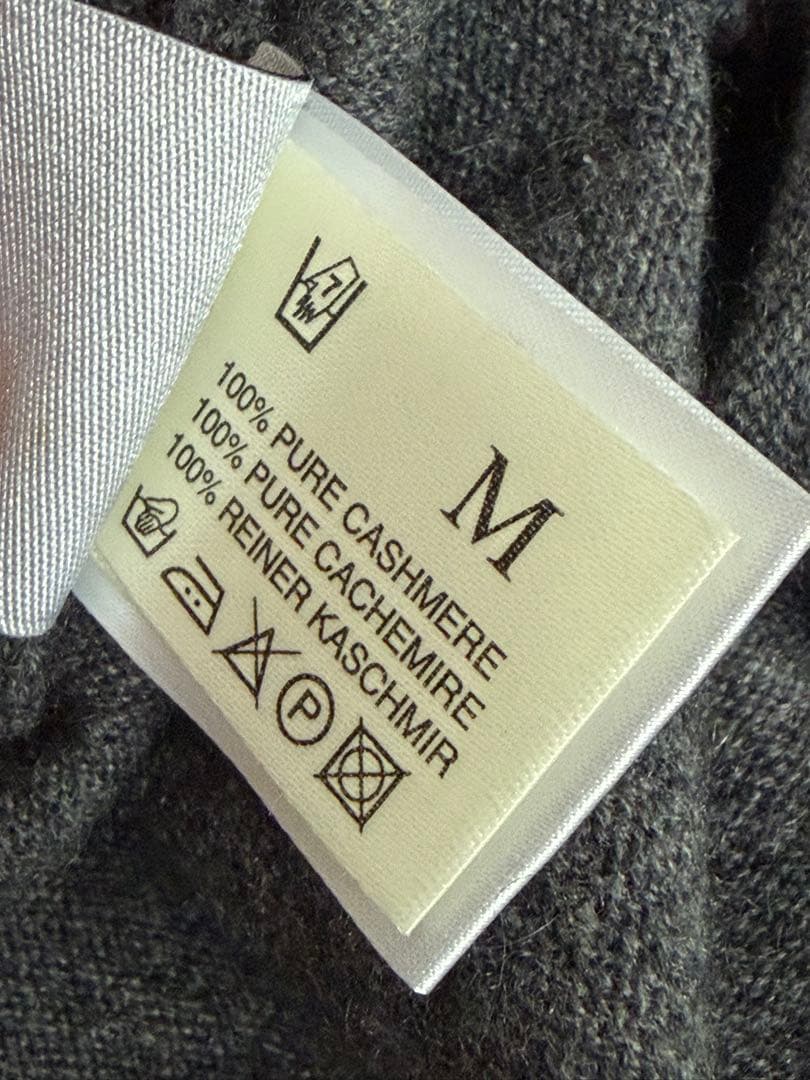 M
100% PURE CASHMERE
100% PURE CACHEMIRE
100% REINER KASCHMIR
P